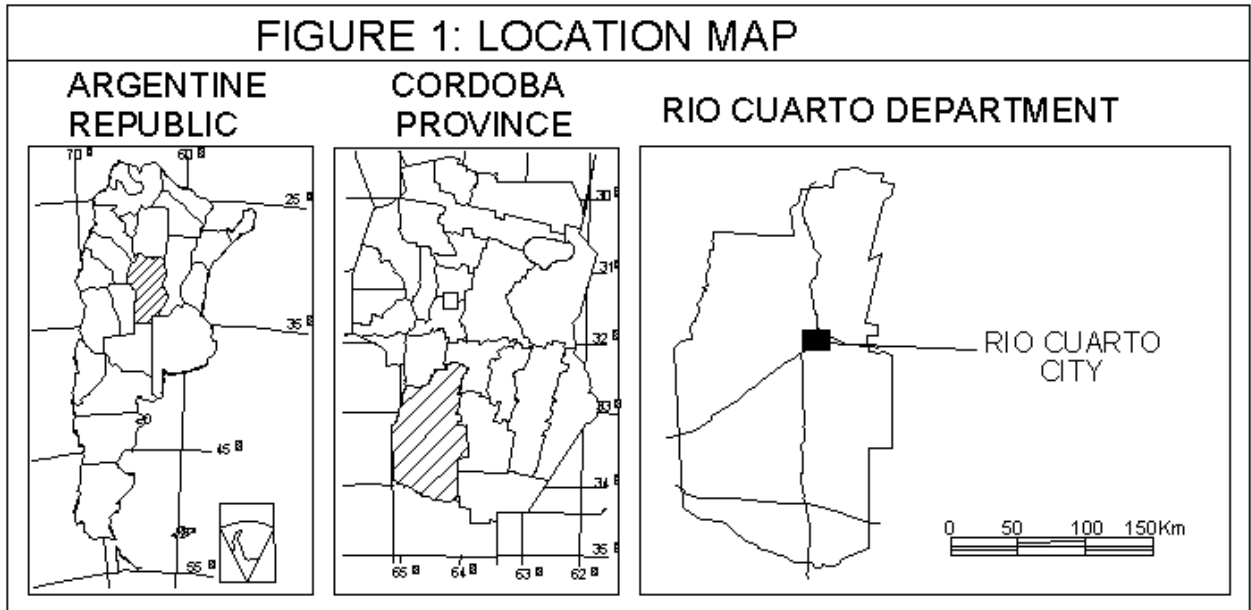 FIGURE 1: LOCATION MAP
ARGENTINE
REPUBLIC
70
60
25
35
45
55
CORDOBA
PROVINCE
30
31
32
33
34
35
65
64
63
62
RIO CUARTO DEPARTMENT
RIO CUARTO
CITY
0 50 100 150Km